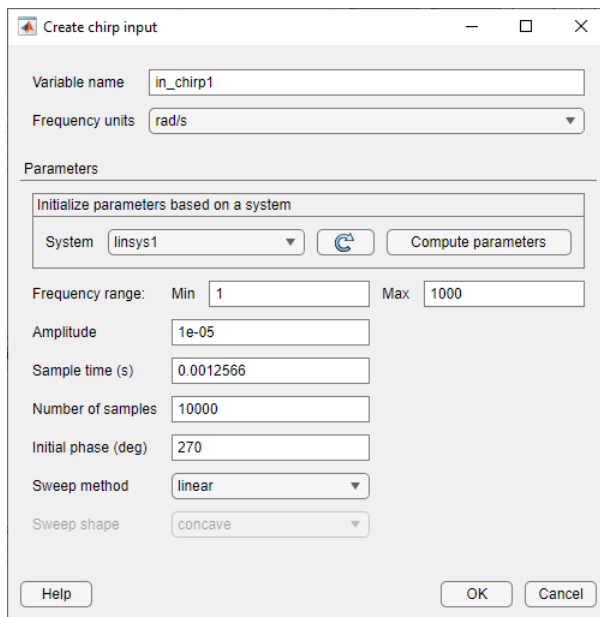 Create chirp input
Variable name in_chirp1
Frequency units rad/s
Parameters
Initialize parameters based on a system
System linsys1 Compute parameters
Frequency range: Min 1 Max 1000
Amplitude 1e-05
Sample time (s) 0.0012566
Number of samples 10000
Initial phase (deg) 270
Sweep method linear
Sweep shape concave
Help OK Cancel